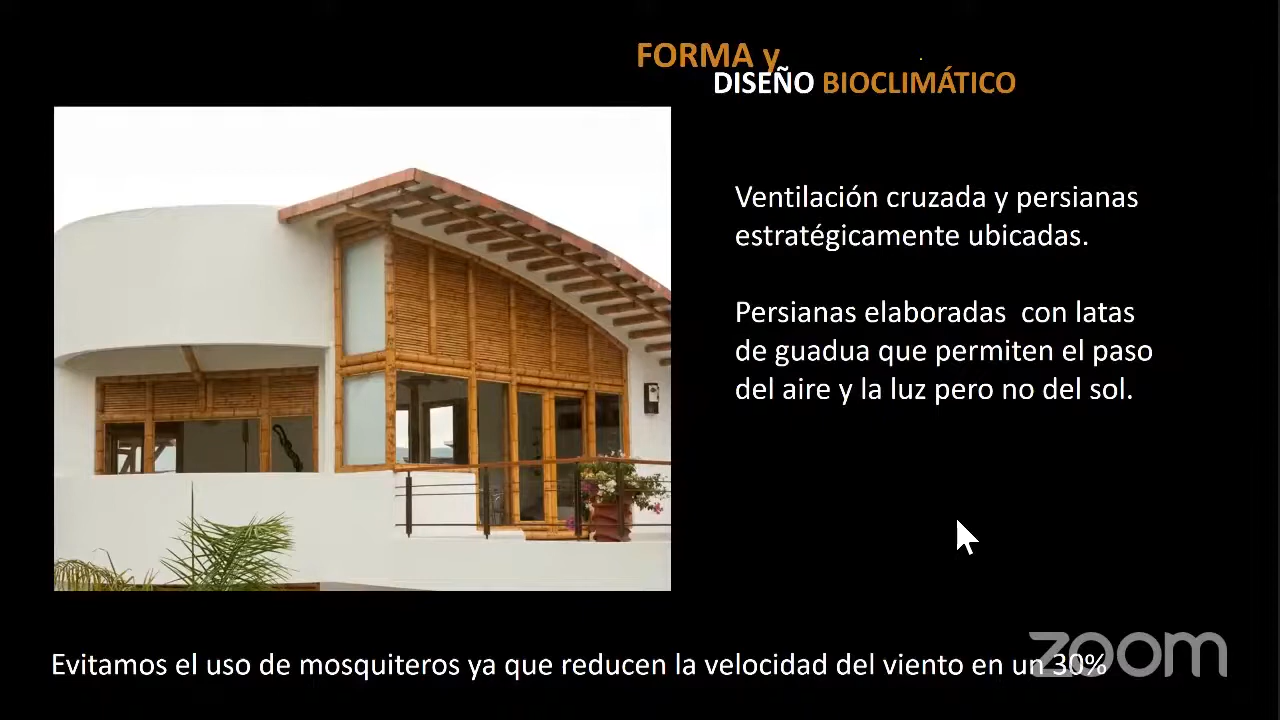 FORMA y
DISEÑO BIOCLIMÁTICO
Ventilación cruzada y persianas
estratégicamente ubicadas.
Persianas elaboradas con latas
de guadua que permiten el paso
del aire y la luz pero no del sol.
Evitamos el uso de mosquiteros ya que reducen la velocidad del viento en un 30%
zoom